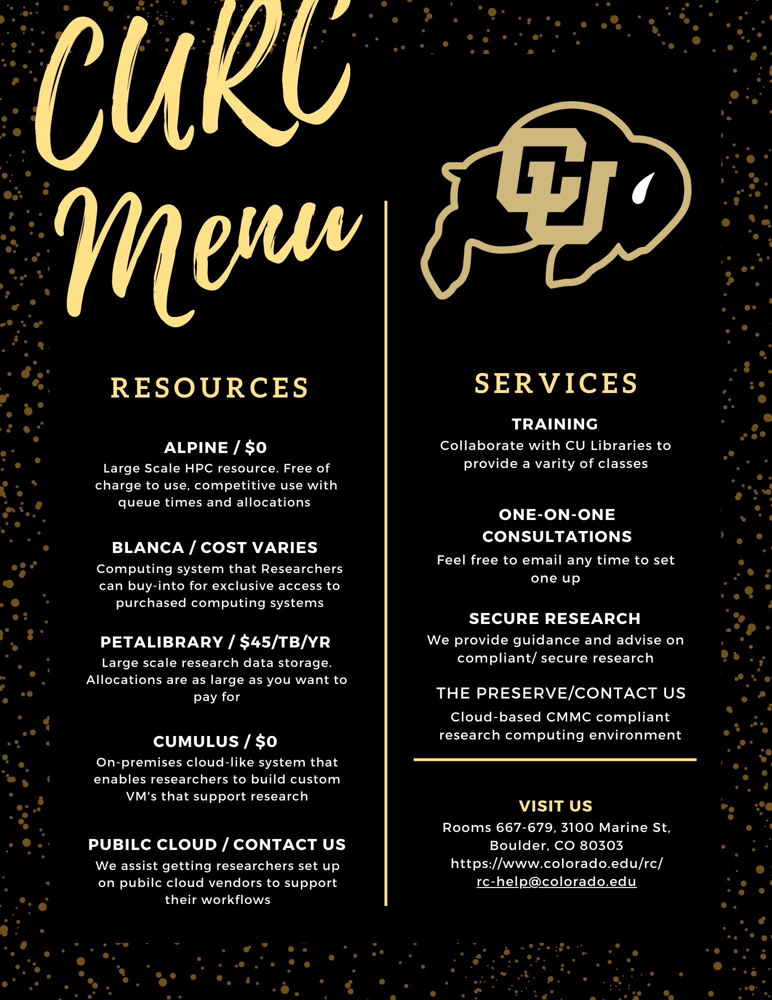 CURC
Menu
CU
RESOURCES
ALPINE / $0
Large Scale HPC resource. Free of
charge to use, competitive use with
queue times and allocations
BLANCA / COST VARIES
Computing system that Researchers
can buy-into for exclusive access to
purchased computing systems
PETALIBRARY / $45/TB/YR
Large scale research data storage.
Allocations are as large as you want to
pay for
CUMULUS / $0
On-premises cloud-like system that
enables researchers to build custom
VM's that support research
PUBILC CLOUD / CONTACT US
We assist getting researchers set up
on pubilc cloud vendors to support
their workflows
SERVICES
TRAINING
Collaborate with CU Libraries to
provide a varity of classes
ONE-ON-ONE
CONSULTATIONS
Feel free to email any time to set
one up
SECURE RESEARCH
We provide guidance and advise on
compliant/ secure research
THE PRESERVE/CONTACT US
Cloud-based CMMC compliant
research computing environment
VISIT US
Rooms 667-679, 3100 Marine St,
Boulder, CO 80303
https://www.colorado.edu/rc/
rc-help@colorado.edu